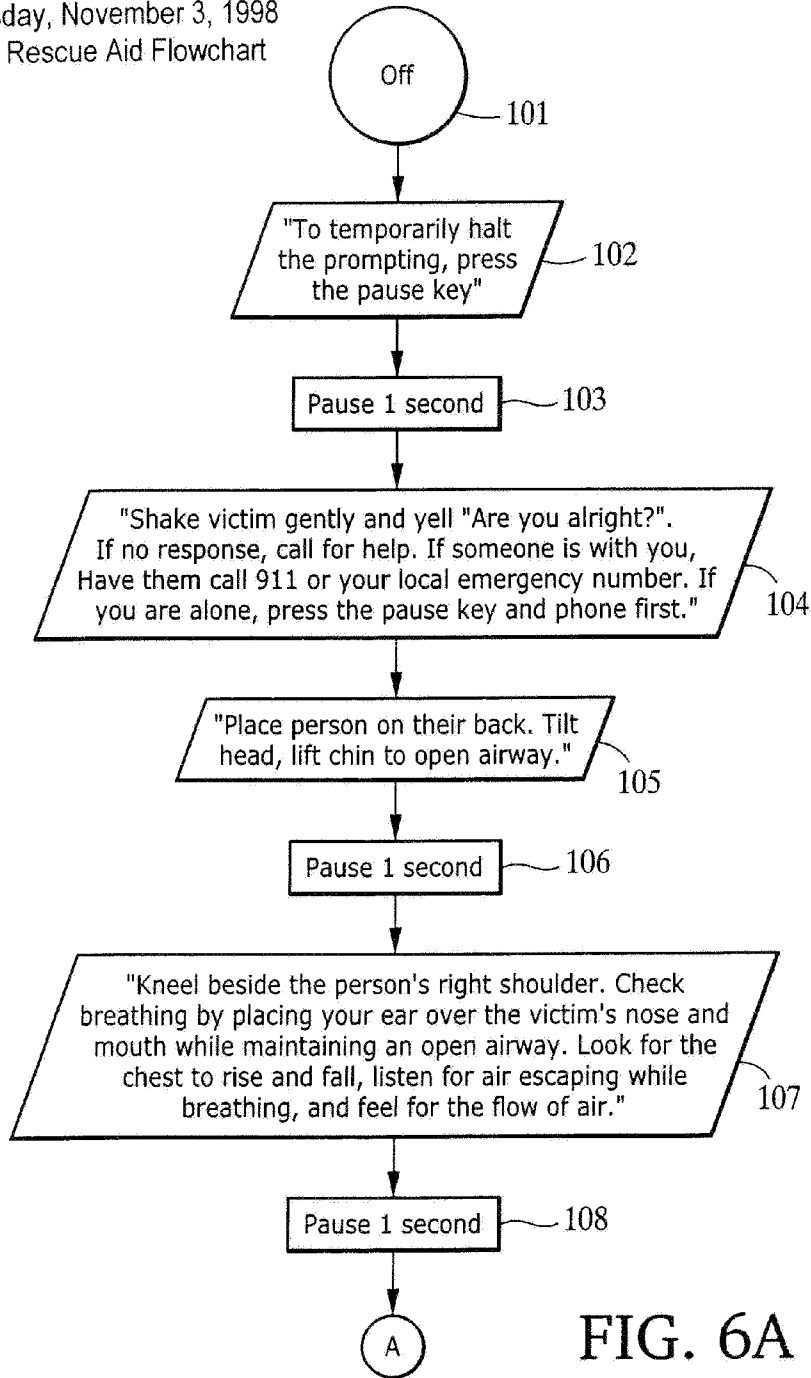 day, November 3, 1998
Rescue Aid Flowchart
Off
101
"To temporarily halt
the prompting, press
the pause key"
102
Pause 1 second
103
"Shake victim gently and yell "Are you alright?".
If no response, call for help. If someone is with you,
Have them call 911 or your local emergency number. If
you are alone, press the pause key and phone first."
104
"Place person on their back. Tilt
head, lift chin to open airway."
105
Pause 1 second
106
"Kneel beside the person's right shoulder. Check
breathing by placing your ear over the victim's nose and
mouth while maintaining an open airway. Look for the
chest to rise and fall, listen for air escaping while
breathing, and feel for the flow of air."
107
Pause 1 second
108
A
FIG. 6A